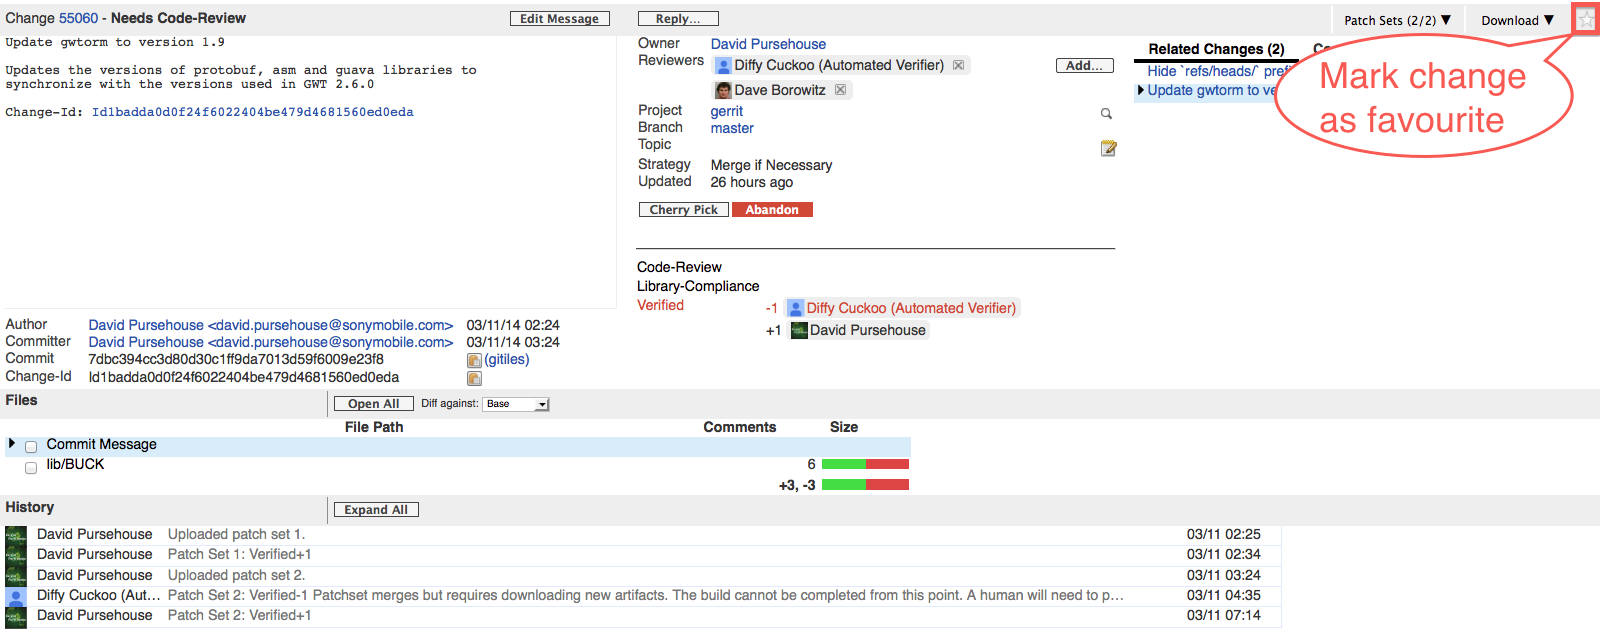 Change 55060 - Needs Code-Review
Edit Message
Reply...
Patch Sets (2/2) ▼
Download ▼
Update gwtorm to version 1.9
Updates the versions of protobuf, asm and guava libraries to
synchronize with the versions used in GWT 2.6.0
Change-Id: Id1badda0d0f24f6022404be479d4681560ed0eda
Owner David Pursehouse
Reviewers Diffy Cuckoo (Automated Verifier)
Add...
Dave Borowitz
Project gerrit
Branch master
Topic
Strategy Merge if Necessary
Updated 26 hours ago
Cherry Pick Abandon
Code-Review
Library-Compliance
Verified -1 Diffy Cuckoo (Automated Verifier)
+1 David Pursehouse
Related Changes (2)
Hide `refs/heads/`
Update gwtorm to
Mark change
as favourite
Author David Pursehouse <david.pursehouse@sonymobile.com> 03/11/14 02:24
Committer David Pursehouse <david.pursehouse@sonymobile.com> 03/11/14 03:24
Commit 7dbc394cc3d80d30c1ff9da7013d59f6009e23f8 (gitiles)
Change-Id Id1badda0d0f24f6022404be479d4681560ed0eda
Files Open All Diff against: Base
File Path Comments Size
Commit Message
lib/BUCK 6
+3, -3
History Expand All
David Pursehouse Uploaded patch set 1. 03/11 02:25
David Pursehouse Patch Set 1: Verified+1 03/11 02:34
David Pursehouse Uploaded patch set 2. 03/11 03:24
Diffy Cuckoo (Aut... Patch Set 2: Verified-1 Patchset merges but requires downloading new artifacts. The build cannot be completed from this point. A human will need to p... 03/11 04:35
David Pursehouse Patch Set 2: Verified+1 03/11 07:14